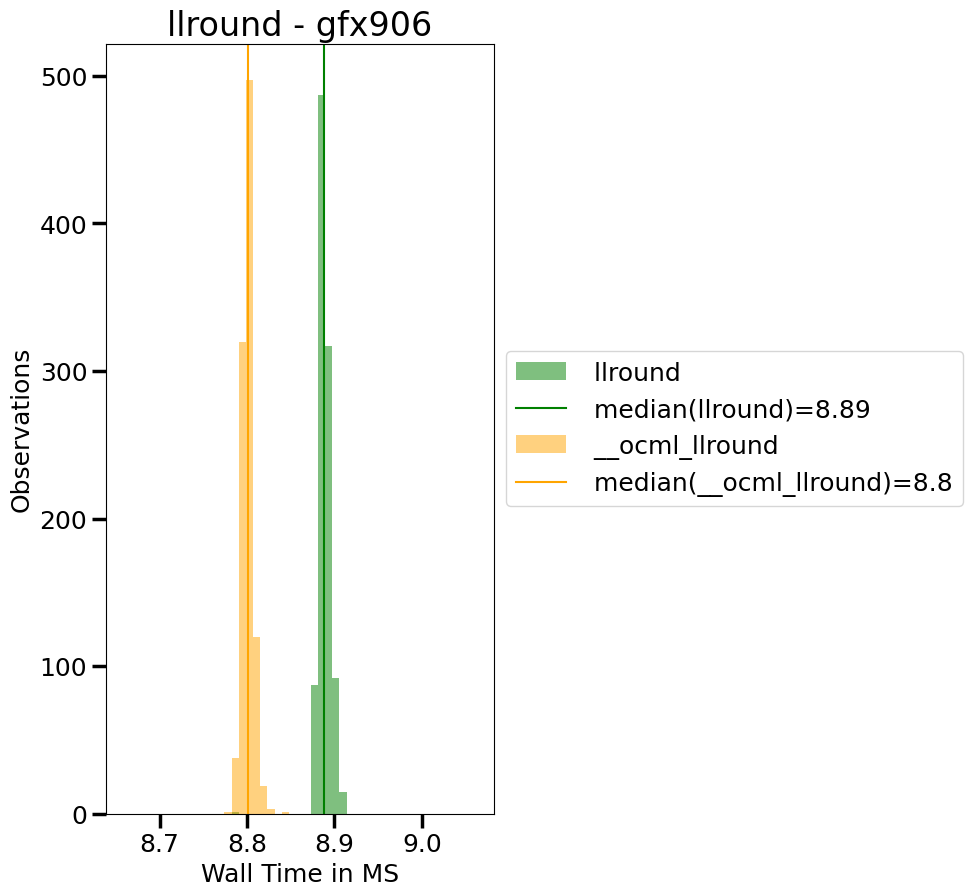 llround - gfx906
500
400
300
200
100
0
Observations
8.7 8.8 8.9 9.0
Wall Time in MS
llround
median(llround)=8.89
__ocml_llround
median(__ocml_llround)=8.8